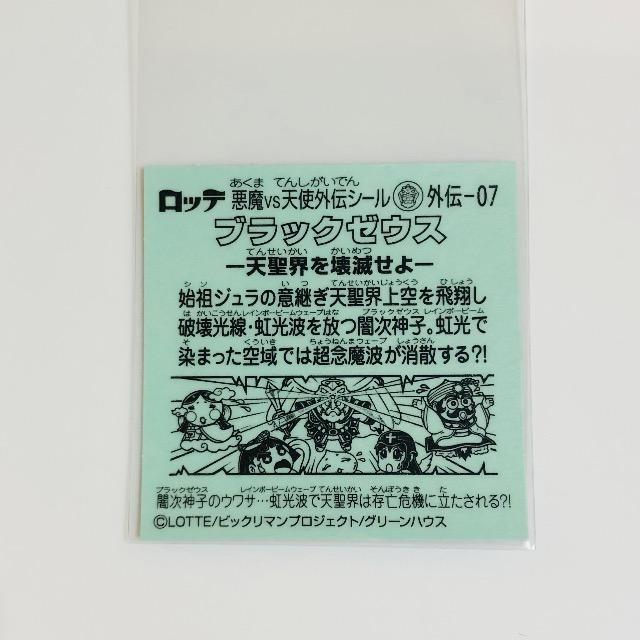 ロッテ 悪魔VS天使外伝シール 外伝-07
あくま てんしがいでん
ブラックゼウス
てんせいかい かいめつ
ー天聖界を壊滅せよー
シン い つ てんせいかいじょうくう ひしょう
始祖ジュラの意継ぎ天聖界上空を飛翔し
は かいこうせんレインボービームウェーブはな ブラックゼウス レインボービーム
破壊光線・虹光波を放つ闇次神子。虹光で
そ くういき ちょうねんまウェーブ しょうさん
染まった空域では超念魔波が消散する?!
ブラックゼウス レインボービームウェーブ てんせいかい そんぼうきき た
闇次神子のウワサ…虹光波で天聖界は存亡危機に立たされる?!
©LOTTE/ビックリマンプロジェクト/グリーンハウス